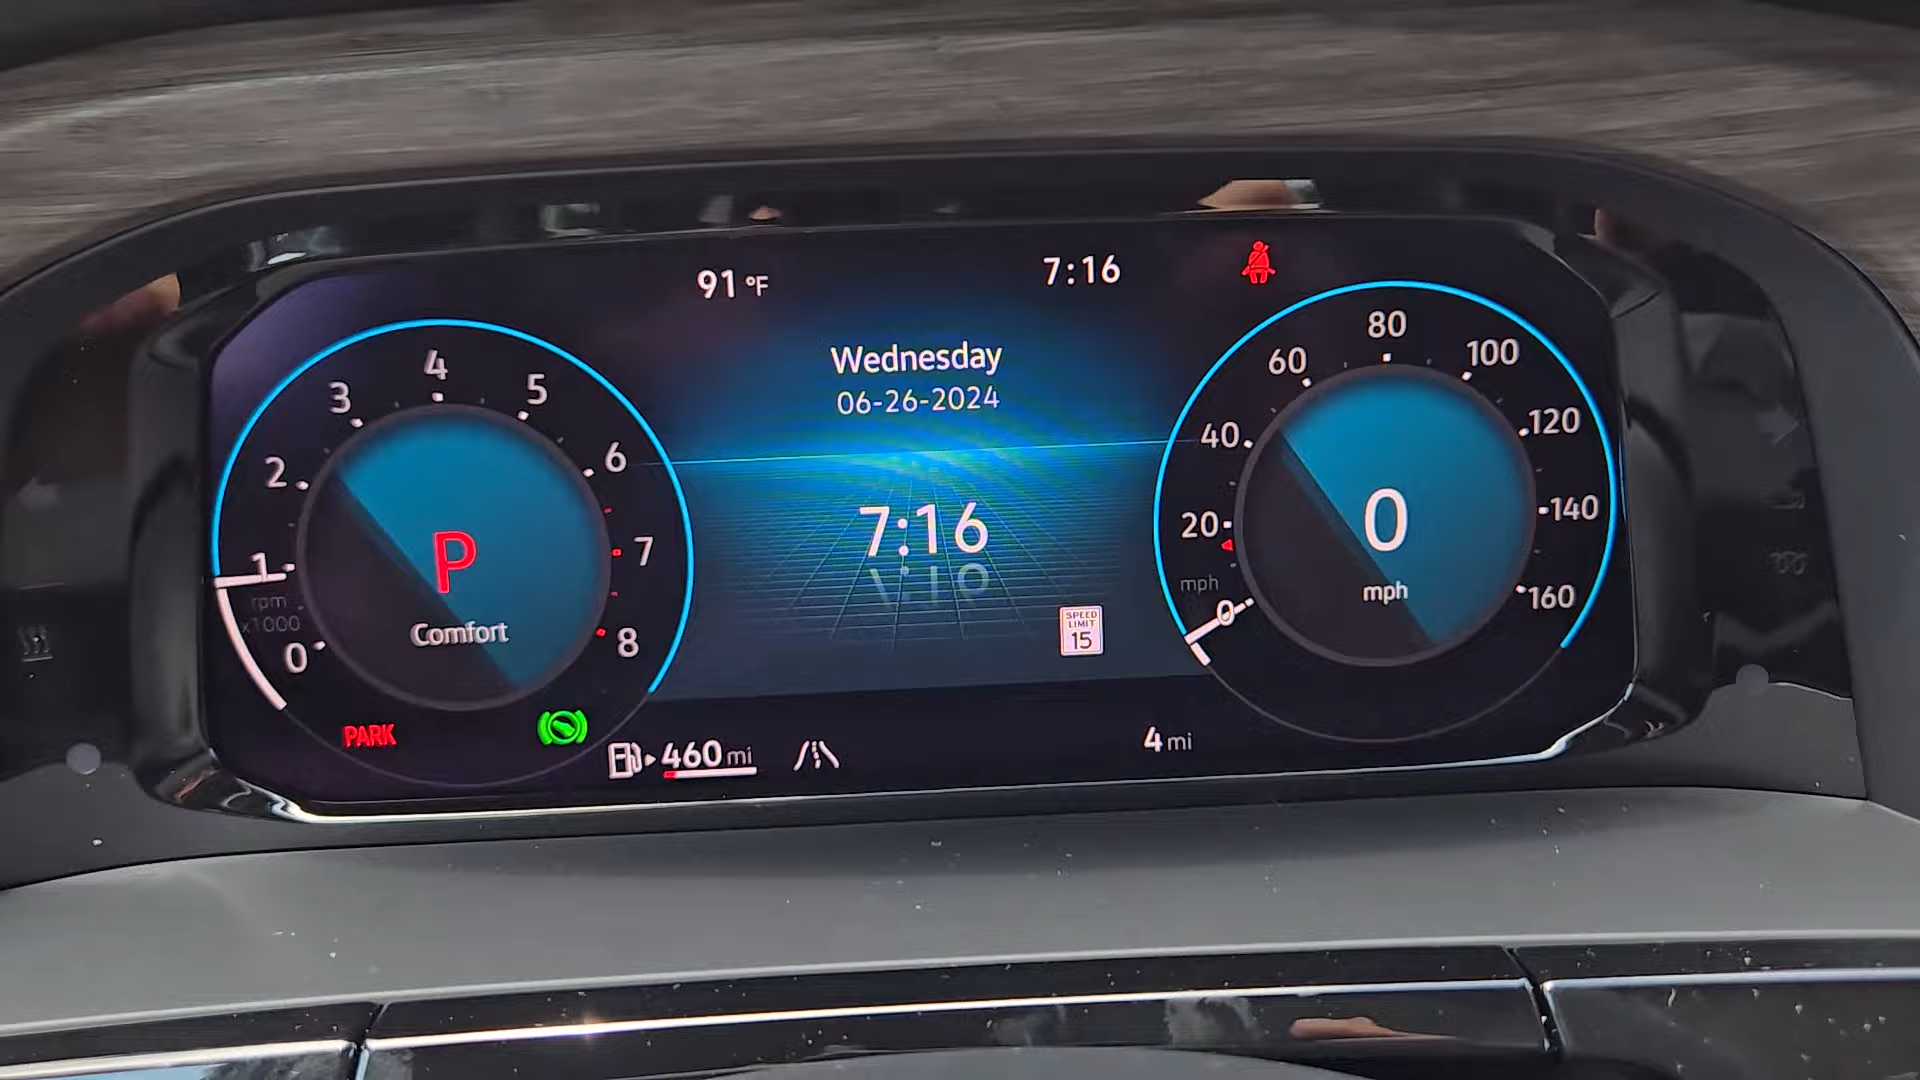 91 °F
7:16
Wednesday
06-26-2024
7:16
SPEED
LIMIT
15
0
1
2
3
4
5
6
7
8
rpm
x1000
P
Comfort
0
20
40
60
80
100
120
140
160
mph
0
mph
PARK
460 mi
4 mi